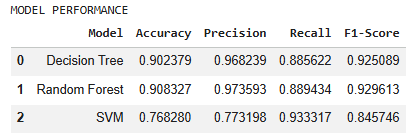 MODEL PERFORMANCE
Model Accuracy Precision Recall F1-Score
0 Decision Tree 0.902379 0.968239 0.885622 0.925089
1 Random Forest 0.908327 0.973593 0.889434 0.929613
2 SVM 0.768280 0.773198 0.933317 0.845746